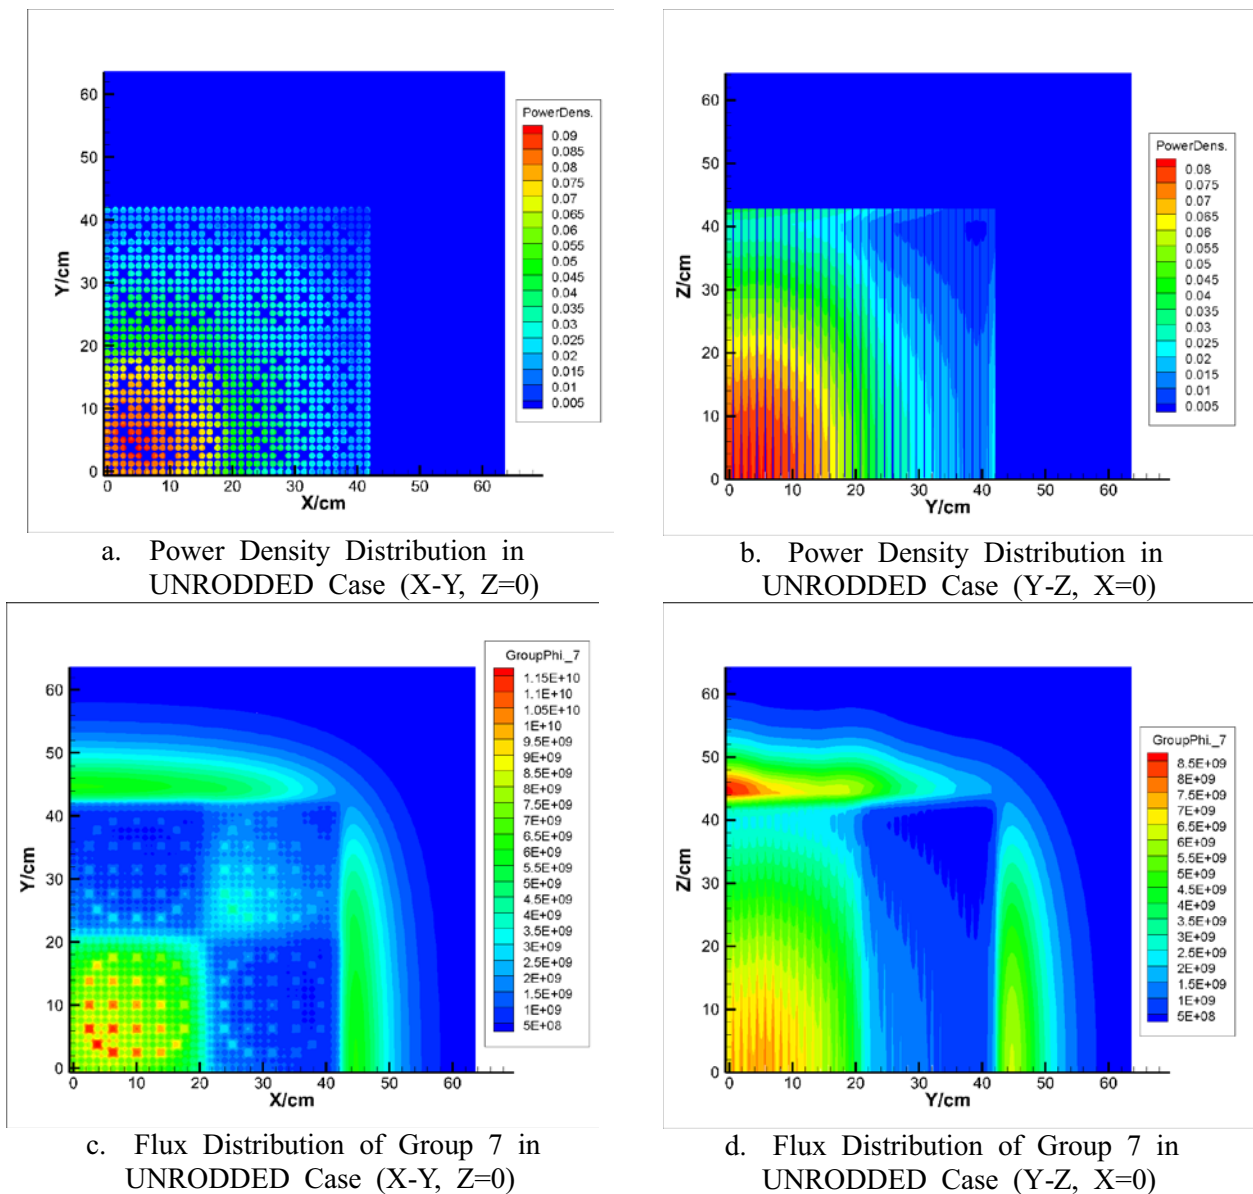 60
50
40
30
20
10
0
Y/cm
0 10 20 30 40 50 60
X/cm
PowerDens.
0.09
0.085
0.08
0.075
0.07
0.065
0.06
0.055
0.05
0.045
0.04
0.035
0.03
0.025
0.02
0.015
0.01
0.005
a. Power Density Distribution in
UNRODDED Case (X-Y, Z=0)
60
50
40
30
20
10
0
Z/cm
0 10 20 30 40 50 60
Y/cm
PowerDens.
0.08
0.075
0.07
0.065
0.06
0.055
0.05
0.045
0.04
0.035
0.03
0.025
0.02
0.015
0.01
0.005
b. Power Density Distribution in
UNRODDED Case (Y-Z, X=0)
60
50
40
30
20
10
0
Y/cm
0 20 40 60
X/cm
GroupPhi._7
1.15E+10
1.1E+10
1.05E+10
1E+10
9.5E+09
9E+09
8.5E+09
8E+09
7.5E+09
7E+09
6.5E+09
6E+09
5.5E+09
5E+09
4.5E+09
4E+09
3.5E+09
3E+09
2.5E+09
2E+09
1.5E+09
1E+09
5E+08
c. Flux Distribution of Group 7 in
UNRODDED Case (X-Y, Z=0)
60
50
40
30
20
10
0
Z/cm
0 10 20 30 40 50 60
Y/cm
GroupPhi._7
8.5E+09
8E+09
7.5E+09
7E+09
6.5E+09
6E+09
5.5E+09
5E+09
4.5E+09
4E+09
3.5E+09
3E+09
2.5E+09
2E+09
1.5E+09
1E+09
5E+08
d. Flux Distribution of Group 7 in
UNRODDED Case (Y-Z, X=0)